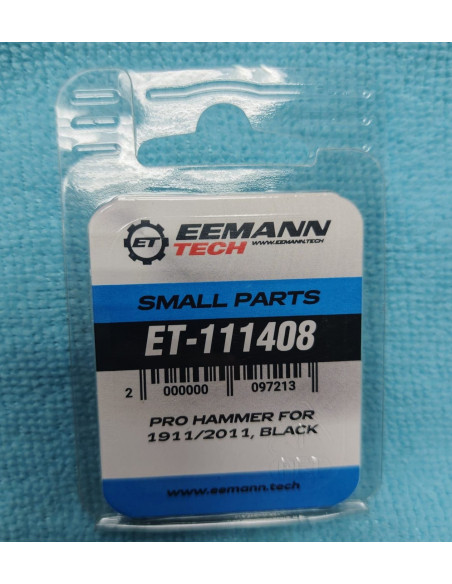 ET
EEMANN
TECH WWW.EEMANN.TECH
SMALL PARTS
ET-111408
2 000000 097213
PRO HAMMER FOR
1911/2011, BLACK
www.eemann.tech